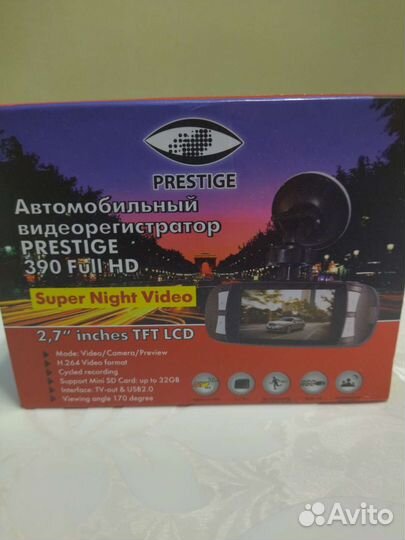 PRESTIGE
Автомобильный
видеорегистратор
PRESTIGE
390 Full HD
Super Night Video
2,7" inches TFT LCD
Mode: Video/Camera/Preview
H.264 Video format
Cycled recording
Support Mini SD Card: up to 32GB
Interface: TV-out & USB2.0
Viewing angle 170 degree
Avito